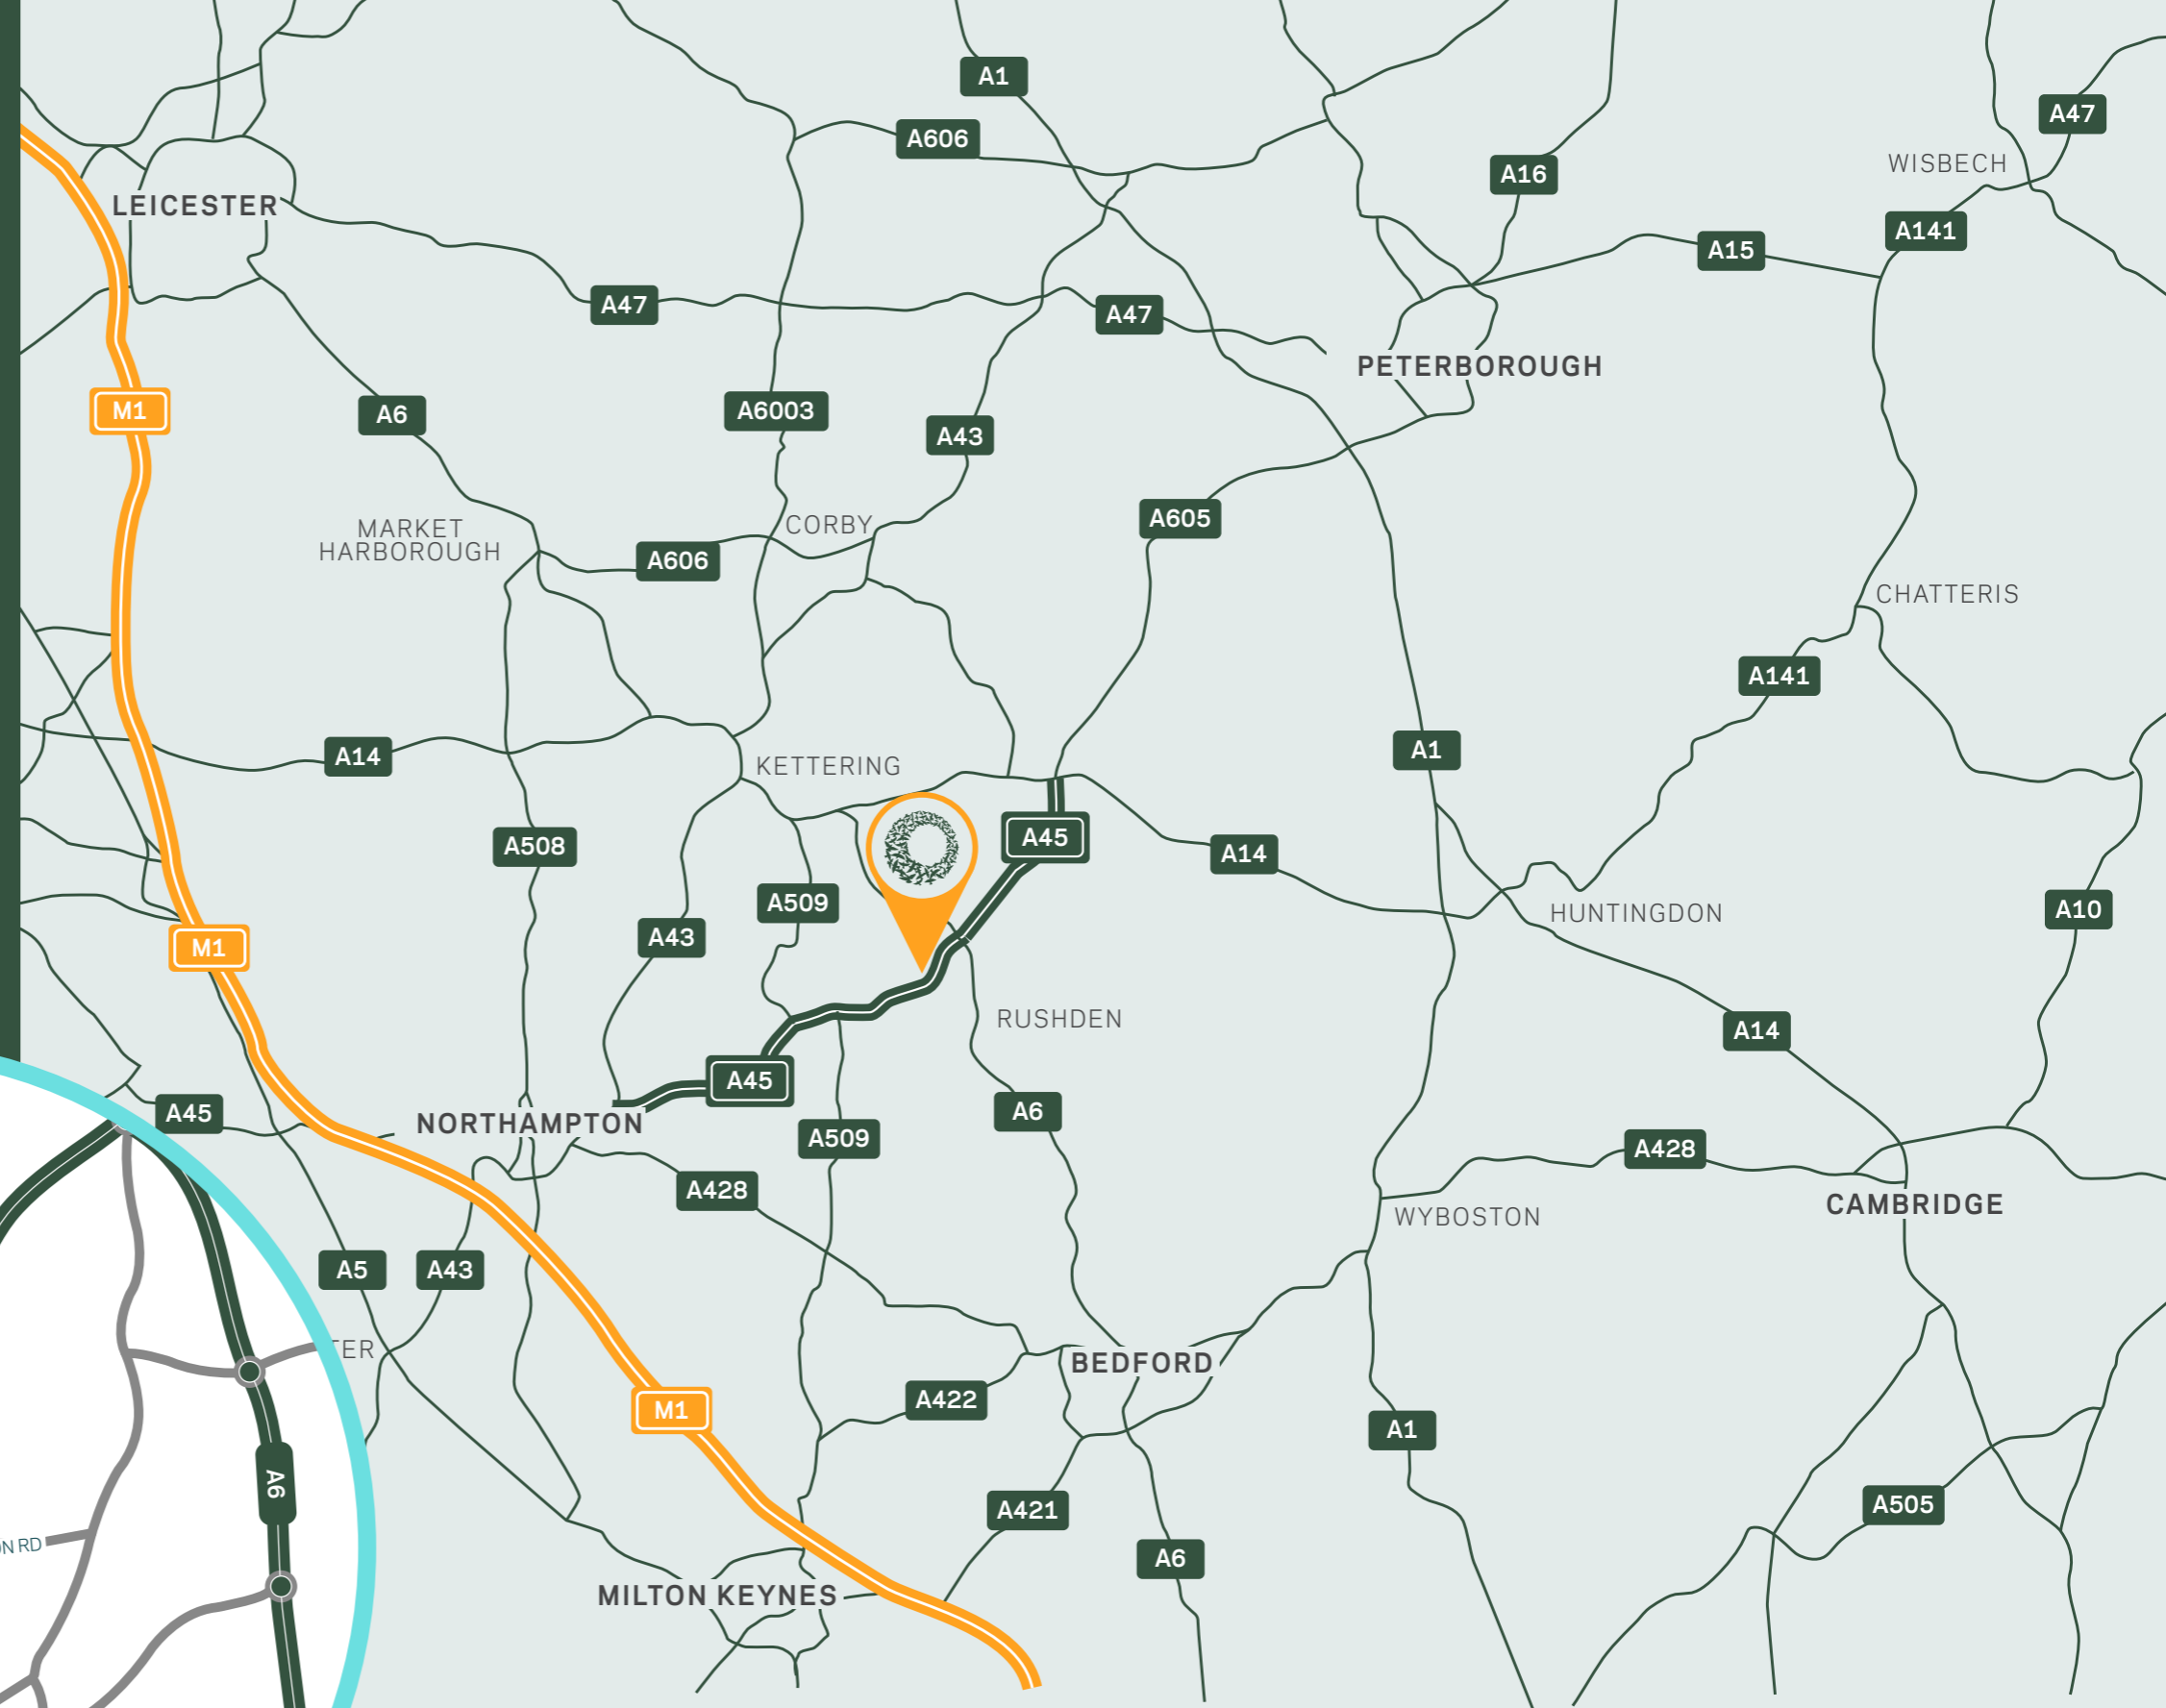 A1
A47
A606
WISBECH
A16
LEICESTER
A141
A15
A47
A47
PETERBOROUGH
M1
A6
A6003
A43
A605
CORBY
MARKET
HARBOROUGH
A606
CHATTERIS
A141
A1
A14
KETTERING
A45
A508
A14
A509
A10
HUNTINGDON
A43
M1
RUSHDEN
A14
A45
A45
A6
NORTHAMPTON
A509
A428
A428
CAMBRIDGE
WYBOSTON
A5
A43
TER
BEDFORD
A422
M1
A1
A6
A421
A505
ON RD
A6
MILTON KEYNES